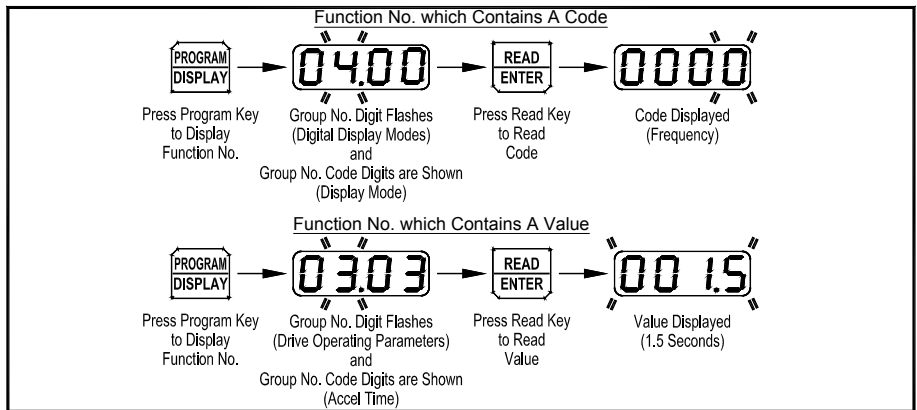 Function No. which Contains A Code
PROGRAM
DISPLAY
04.00
READ
ENTER
0000
Press Program Key
to Display
Function No.
Group No. Digit Flashes
(Digital Display Modes)
and
Group No. Code Digits are Shown
(Display Mode)
Press Read Key
to Read
Code
Code Displayed
(Frequency)
Function No. which Contains A Value
PROGRAM
DISPLAY
03.03
READ
ENTER
001.5
Press Program Key
to Display
Function No.
Group No. Digit Flashes
(Drive Operating Parameters)
and
Group No. Code Digits are Shown
(Accel Time)
Press Read Key
to Read
Value
Value Displayed
(1.5 Seconds)